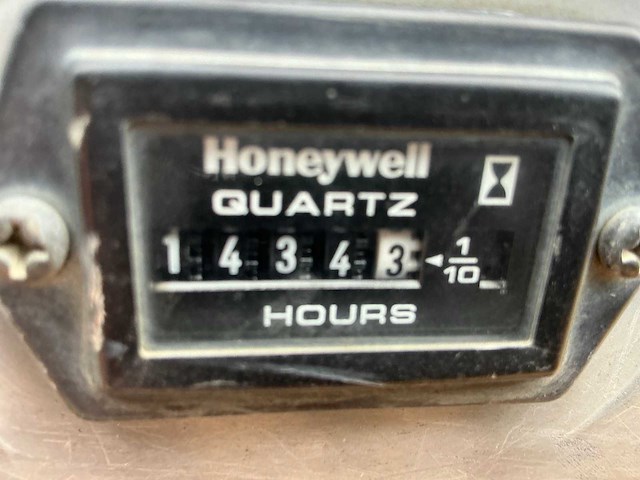 Honeywell
QUARTZ
1 4 3 4 3 ◄ 1/10
HOURS